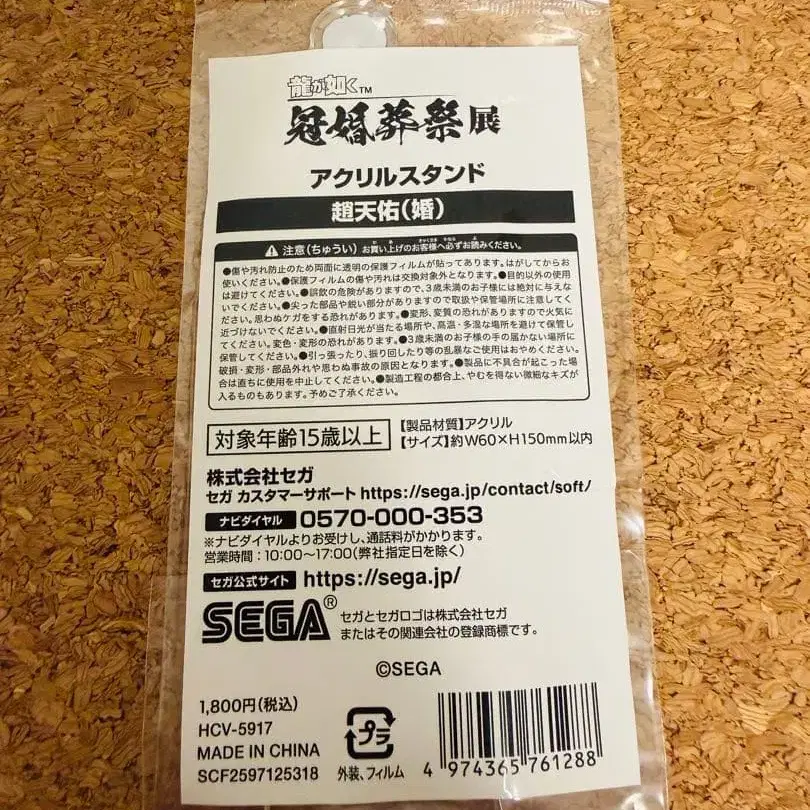 龍が如く™
冠婚葬祭展
アクリルスタンド
趙天佑(婚)
注意(ちゅうい) お買い上げのお客様へ必ずお読みください。
●傷や汚れ防止のため両面に透明の保護フィルムが貼ってあります。はがしてからお
使いください。●保護フィルムの傷や汚れは交換対象外となります。●目的以外の使用
は避けてください。●誤飲の危険がありますので、3歳未満のお子様には絶対に与えな
いでください。●尖った部品や鋭い部分がありますので取扱や保管場所に注意してく
ださい。思わぬケガをする恐れがあります。●変形、変質の恐れがありますので火気に
近づけないでください。●直射日光が当たる場所や、高温・多湿な場所を避けて保管し
てください。変色・変形の恐れがあります。●3歳未満のお子様の手の届かない場所に
保管してください。●引っ張ったり、振り回したり等の乱暴なご使用はおやめください。
破損・変形・部品外れや思わぬ事故の原因となります。●製品に不具合が起こった場
合は直ちに使用を中止してください。●製造工程の都合上、やむを得ない微細なキズが
入るものもあります。予めご了承ください。
対象年齢15歳以上
【製品材質】アクリル
【サイズ】約W60×H150mm以内
株式会社セガ
セガ カスタマーサポート https://sega.jp/contact/soft/
ナビダイヤル 0570-000-353
※ナビダイヤルよりお受けし、通話料がかかります。
営業時間:10:00～17:00(弊社指定日を除く)
セガ公式サイト https://sega.jp/
SEGA®
セガとセガロゴは株式会社セガ
またはその関連会社の登録商標です。
©SEGA
1,800円(税込)
HCV-5917
MADE IN CHINA
SCF2597125318
プラ
外装、フィルム
4 974365 761288